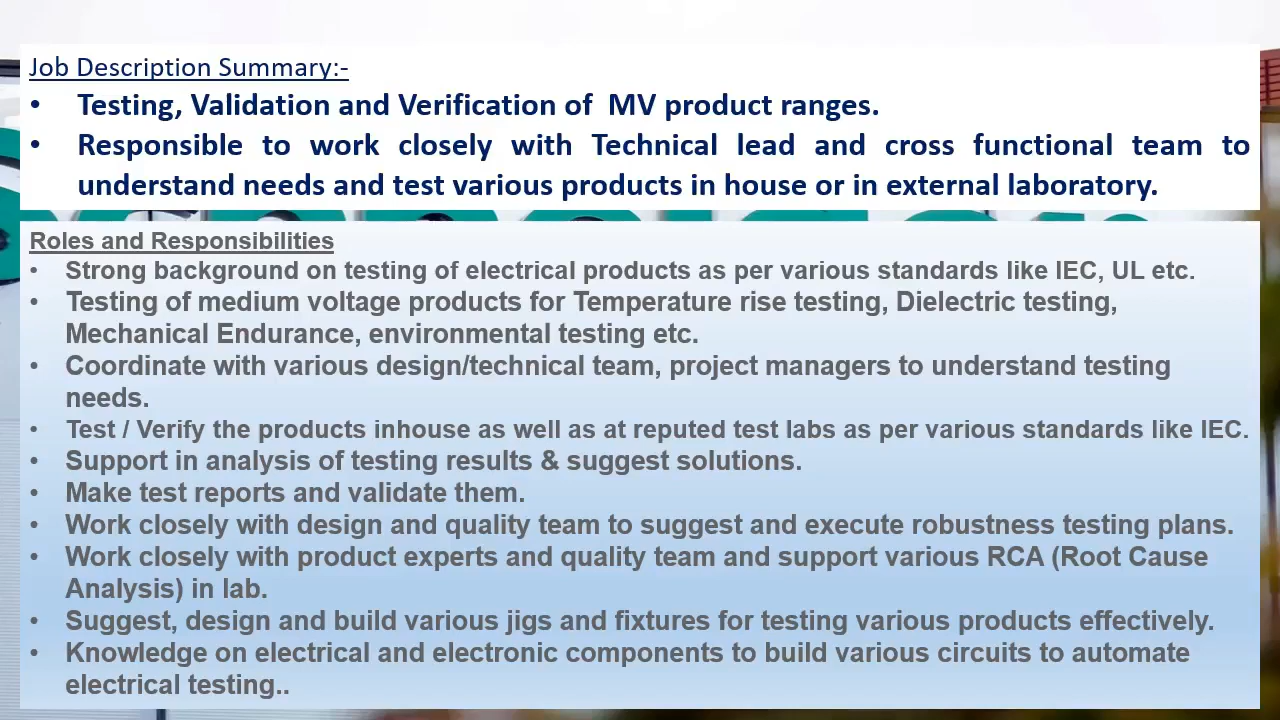 Job Description Summary:-
• Testing, Validation and Verification of  MV product ranges.
• Responsible to work closely with Technical lead and cross functional team to
understand needs and test various products in house or in external laboratory.
Roles and Responsibilities
• Strong background on testing of electrical products as per various standards like IEC, UL etc.
• Testing of medium voltage products for Temperature rise testing, Dielectric testing,
Mechanical Endurance, environmental testing etc.
• Coordinate with various design/technical team, project managers to understand testing
needs.
• Test / Verify the products inhouse as well as at reputed test labs as per various standards like IEC.
• Support in analysis of testing results & suggest solutions.
• Make test reports and validate them.
• Work closely with design and quality team to suggest and execute robustness testing plans.
• Work closely with product experts and quality team and support various RCA (Root Cause
Analysis) in lab.
• Suggest, design and build various jigs and fixtures for testing various products effectively.
• Knowledge on electrical and electronic components to build various circuits to automate
electrical testing..